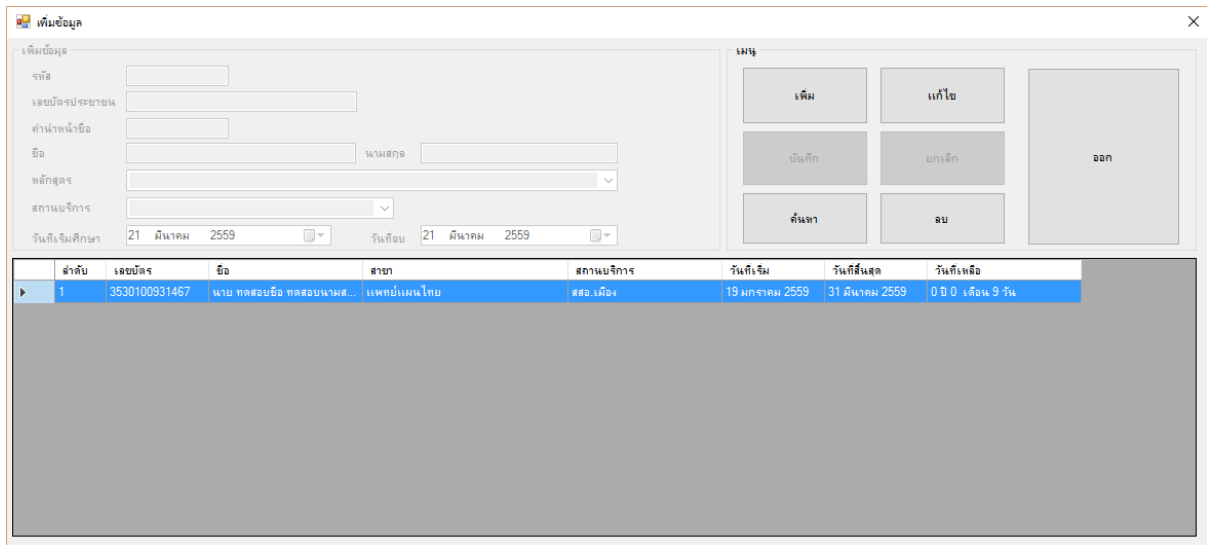 เพิ่มข้อมูล
เพิ่มข้อมูล
รหัส
เลขบัตรประชาชน
คำนำหน้าชื่อ
ชื่อ นามสกุล
หลักสูตร
สถานบริการ
วันที่เริ่มศึกษา 21 มีนาคม 2559 วันที่จบ 21 มีนาคม 2559
เมนู
เพิ่ม แก้ไข
บันทึก ยกเลิก ออก
ค้นหา ลบ
ลำดับ เลขบัตร ชื่อ สาขา สถานบริการ วันที่เริ่ม วันที่สิ้นสุด วันที่เหลือ
1 3530100931467 นาย ทดสอบชื่อ ทดสอบนามส... แพทย์แผนไทย สสอ.เมือง 19 มกราคม 2559 31 มีนาคม 2559 0 ปี 0 เดือน 9 วัน